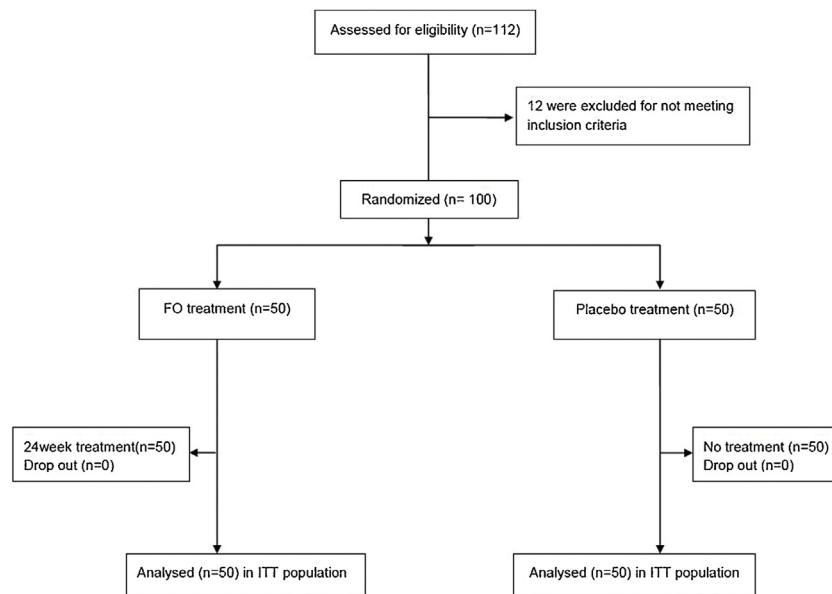 Assessed for eligibility (n=112)
12 were excluded for not meeting
inclusion criteria
Randomized (n= 100)
FO treatment (n=50)
Placebo treatment (n=50)
24week treatment(n=50)
Drop out (n=0)
No treatment (n=50)
Drop out (n=0)
Analysed (n=50) in ITT population
Analysed (n=50) in ITT population